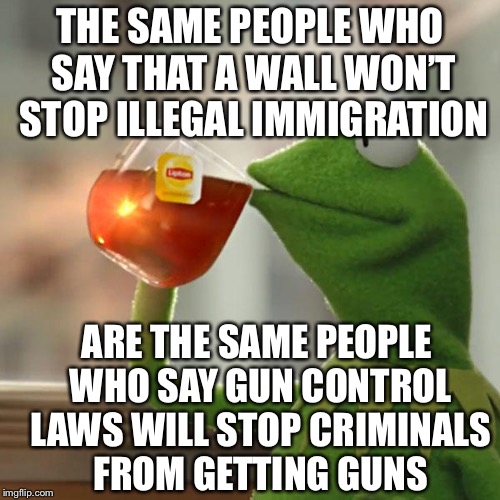 THE SAME PEOPLE WHO
SAY THAT A WALL WON'T
STOP ILLEGAL IMMIGRATION
Lipton
ARE THE SAME PEOPLE
WHO SAY GUN CONTROL
LAWS WILL STOP CRIMINALS
FROM GETTING GUNS
imgflip.com